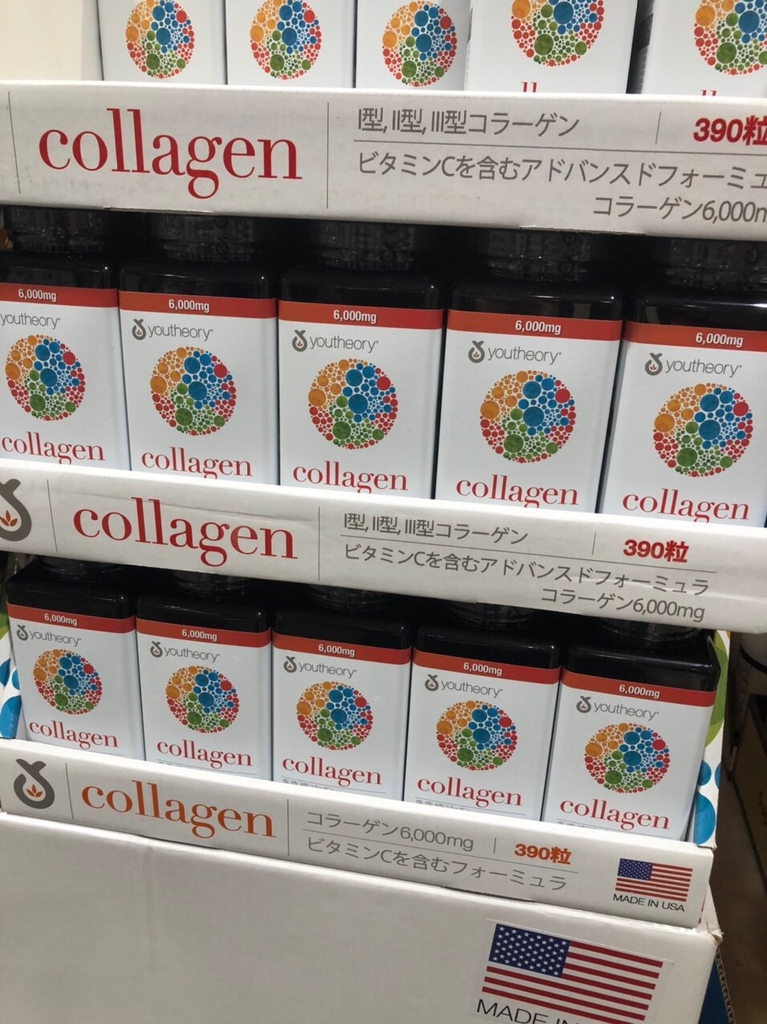 collagen
I型, II型, III型コラーゲン
390粒
ビタミンCを含むアドバンスドフォーミュ
コラーゲン6,000m
6,000mg
6,000mg
6,000mg
6,000mg
6,000mg
youtheory
youtheory
youtheory
youtheory
youtheory
collagen
collagen
collagen
collagen
collagen
collagen
I型, II型, III型コラーゲン
390粒
ビタミンCを含むアドバンスドフォーミュラ
コラーゲン6,000mg
6,000mg
6,000mg
6,000mg
6,000mg
6,000mg
youtheory
youtheory
youtheory
youtheory
youtheory
collagen
collagen
collagen
collagen
collagen
collagen
コラーゲン6,000mg
390粒
ビタミンCを含むフォーミュラ
MADE IN USA
MADE IN